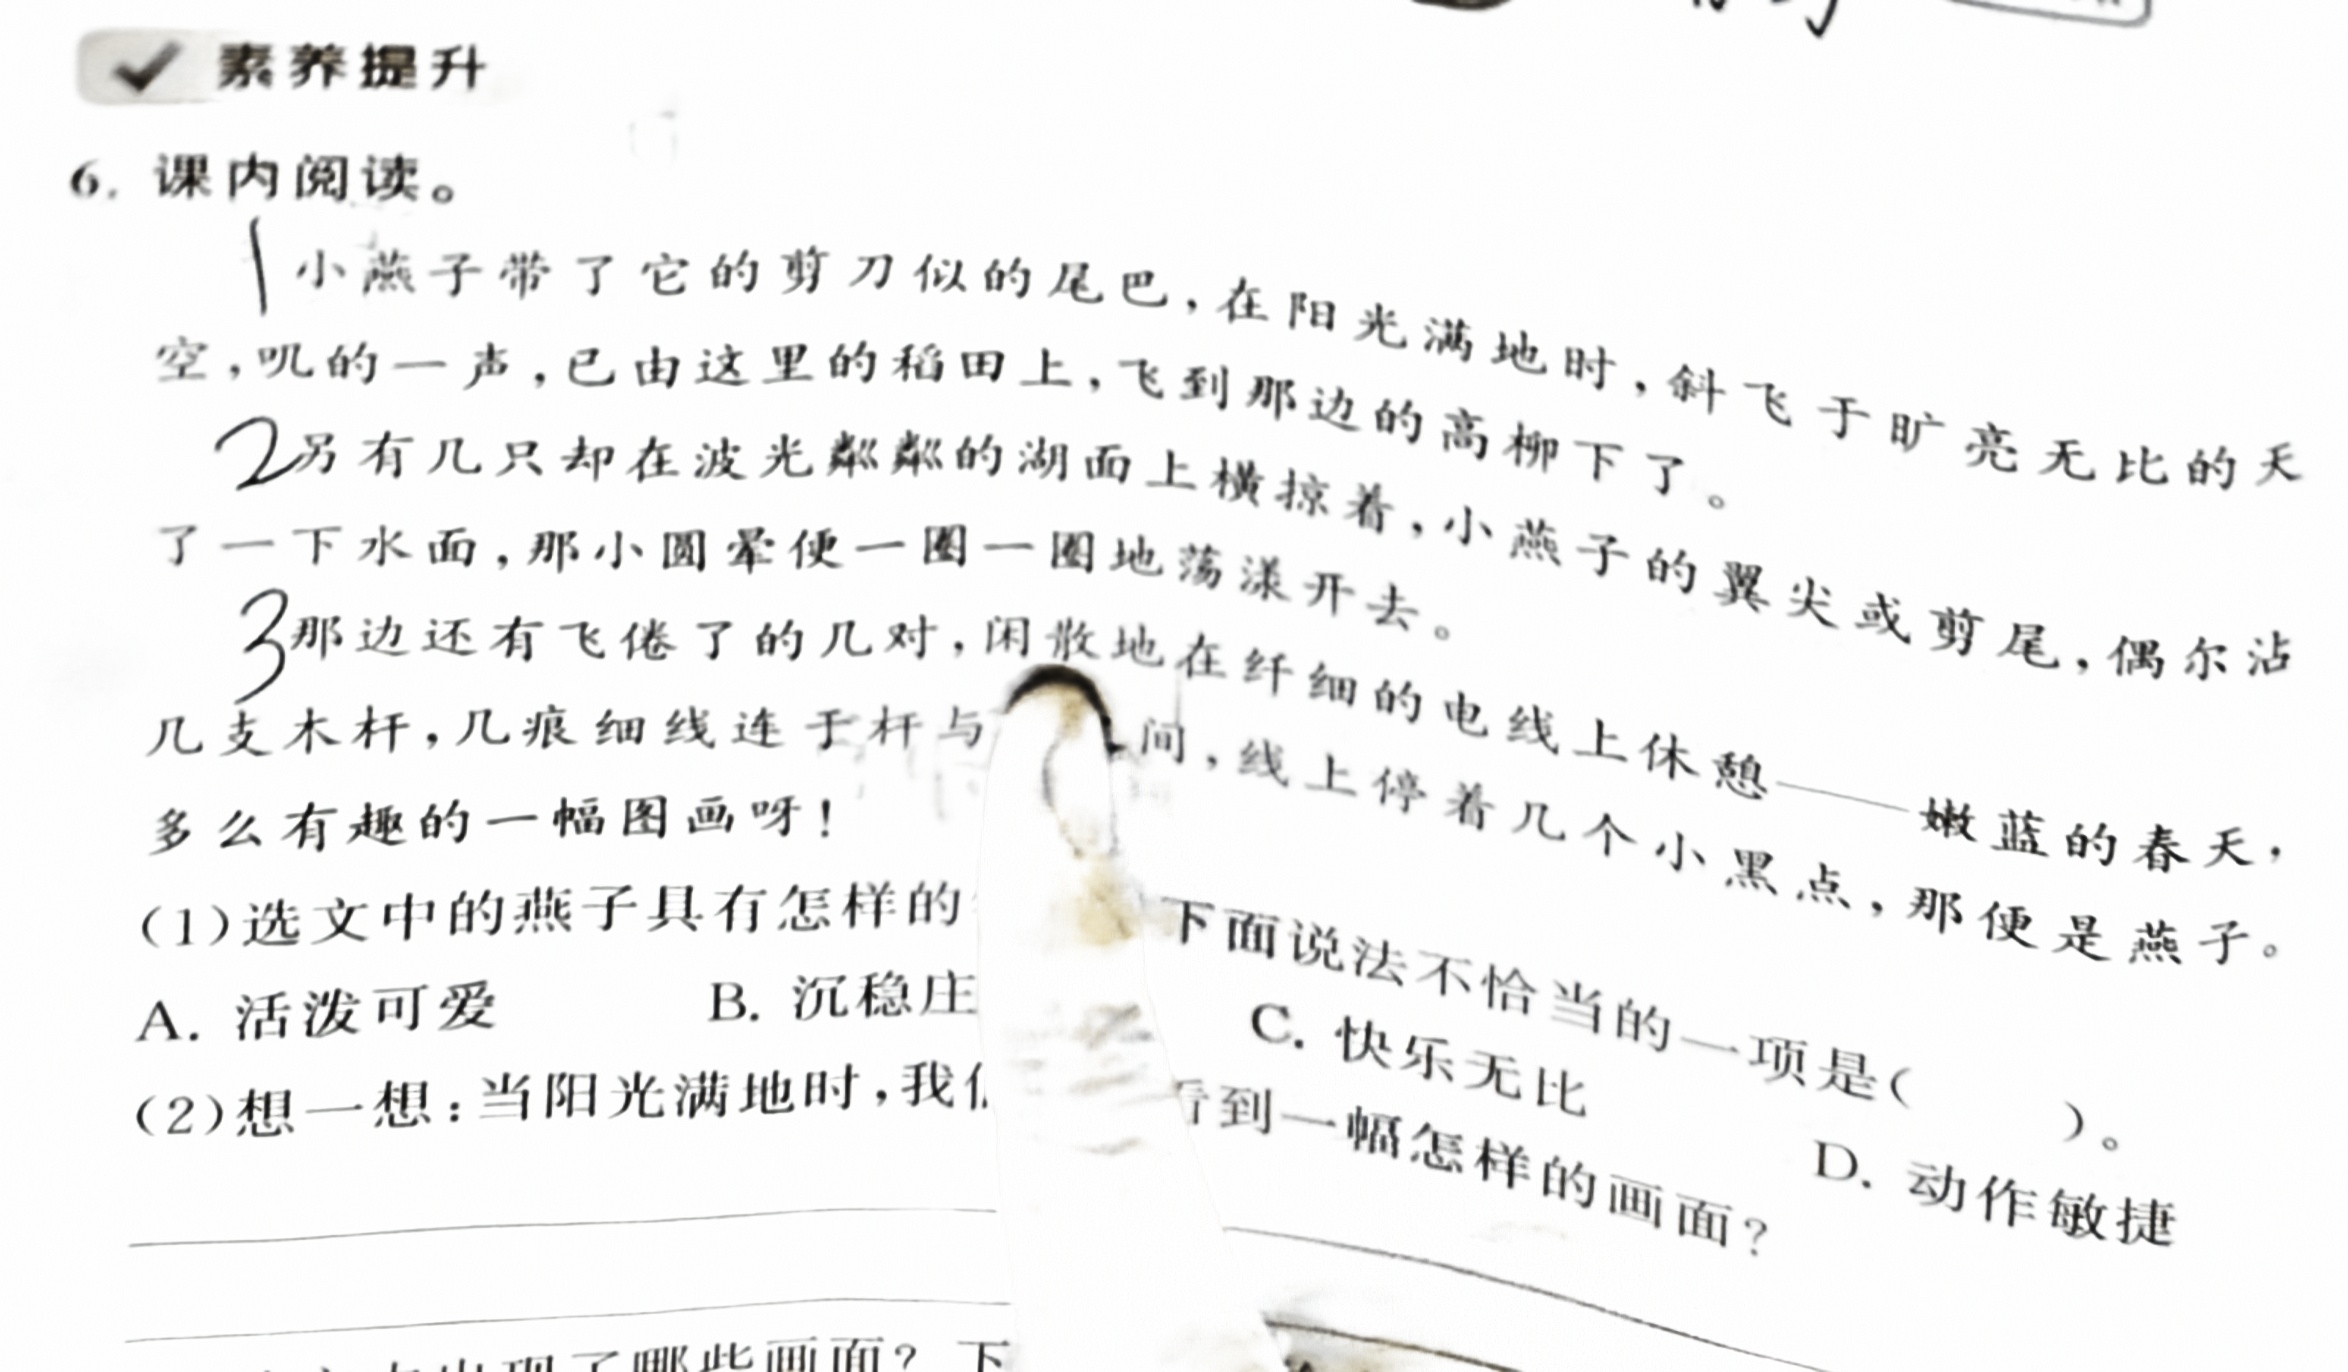 素养提升
6. 课内阅读。
1 小燕子带了它的剪刀似的尾巴,在阳光满地时,斜飞于旷亮无比的天
空,叽的一声,已由这里的稻田上,飞到那边的高柳下了。
2 另有几只却在波光粼粼的湖面上横掠着,小燕子的翼尖或剪尾,偶尔沾
了一下水面,那小圆晕便一圈一圈地荡漾开去。
3 那边还有飞倦了的几对,闲散地在纤细的电线上休憩——嫩蓝的春天,
几支木杆,几痕细线连于杆与 间,线上停着几个小黑点,那便是燕子。
多么有趣的一幅图画呀!
(1)选文中的燕子具有怎样的 下面说法不恰当的一项是( )。
A. 活泼可爱 B. 沉稳庄 C. 快乐无比 D. 动作敏捷
(2)想一想:当阳光满地时,我 看到一幅怎样的画面?
现了哪些画面? 下